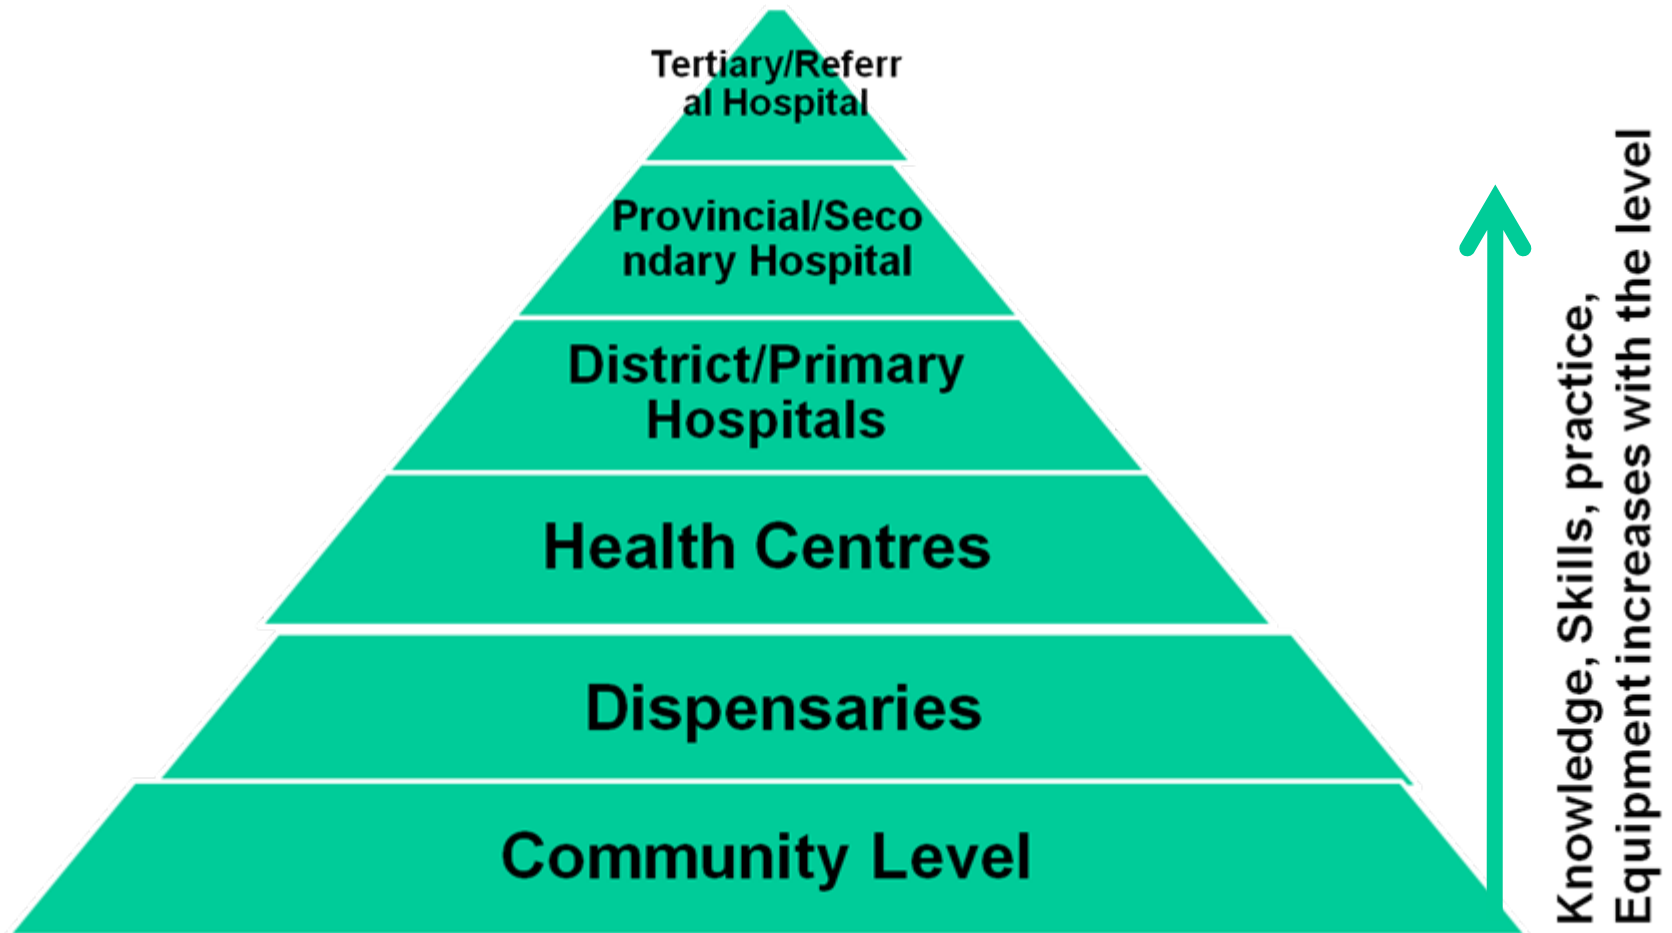 Tertiary/Referr
al Hospital
Provincial/Seco
ndary Hospital
District/Primary
Hospitals
Health Centres
Dispensaries
Community Level
Knowledge, Skills, practice,
Equipment increases with the level